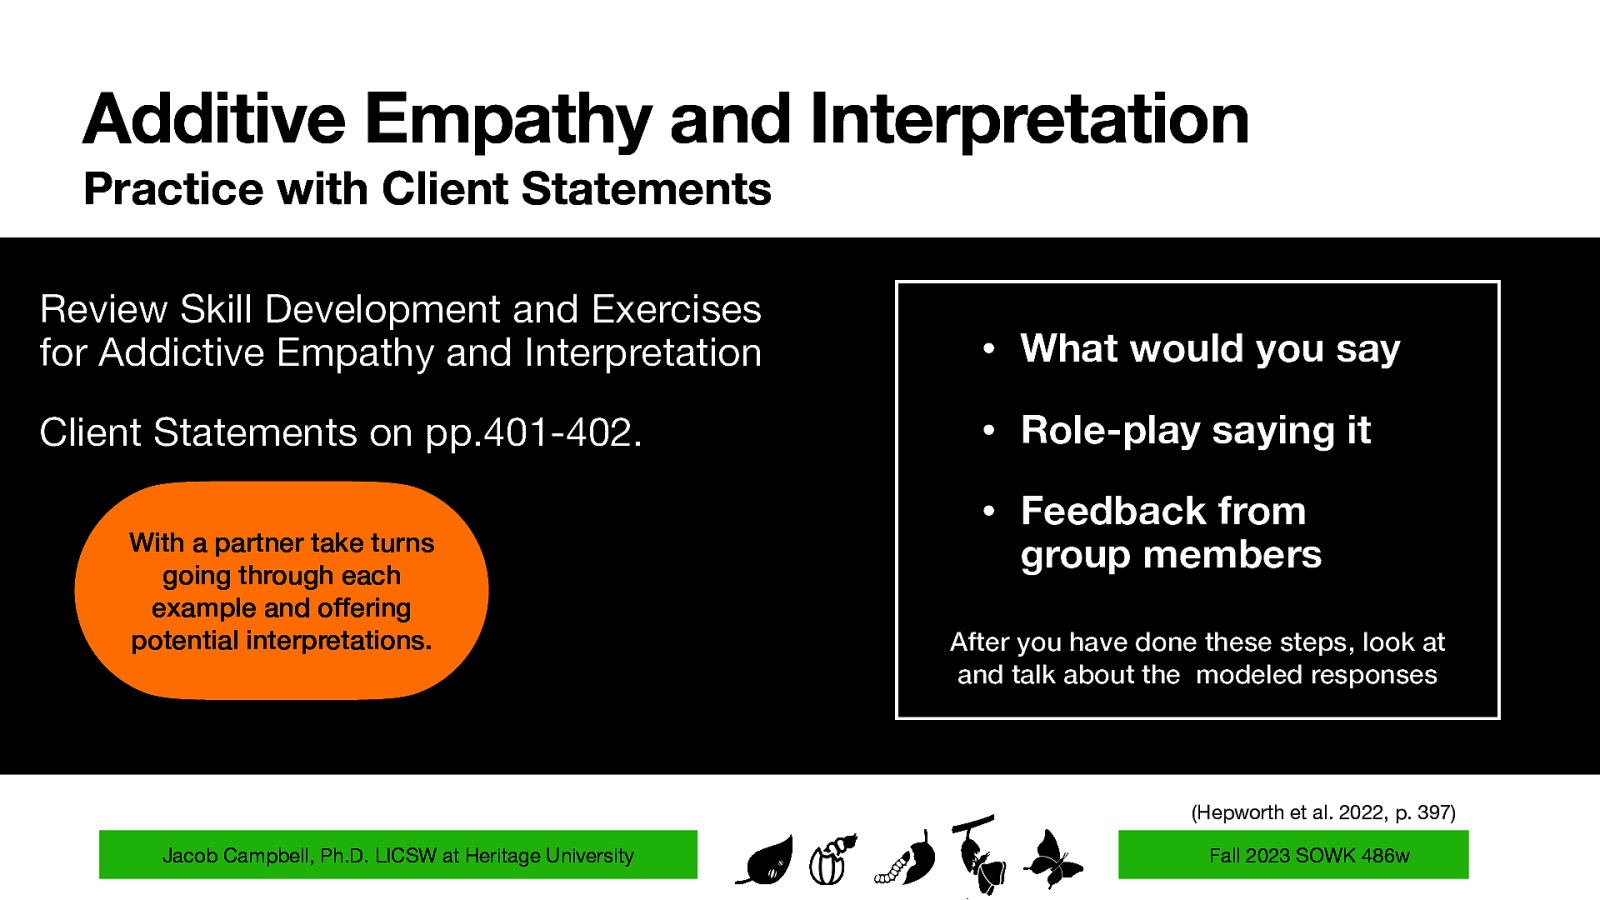 Additive Empathy and Interpretation
Practice with Client Statements
Review Skill Development and Exercises
for Addictive Empathy and Interpretation
Client Statements on pp.401-402.
With a partner take turns
going through each
example and offering
potential interpretations.
• What would you say
• Role-play saying it
• Feedback from
group members
After you have done these steps, look at
and talk about the modeled responses
(Hepworth et al. 2022, p. 397)
Jacob Campbell, Ph.D. LICSW at Heritage University
Fall 2023 SOWK 486w